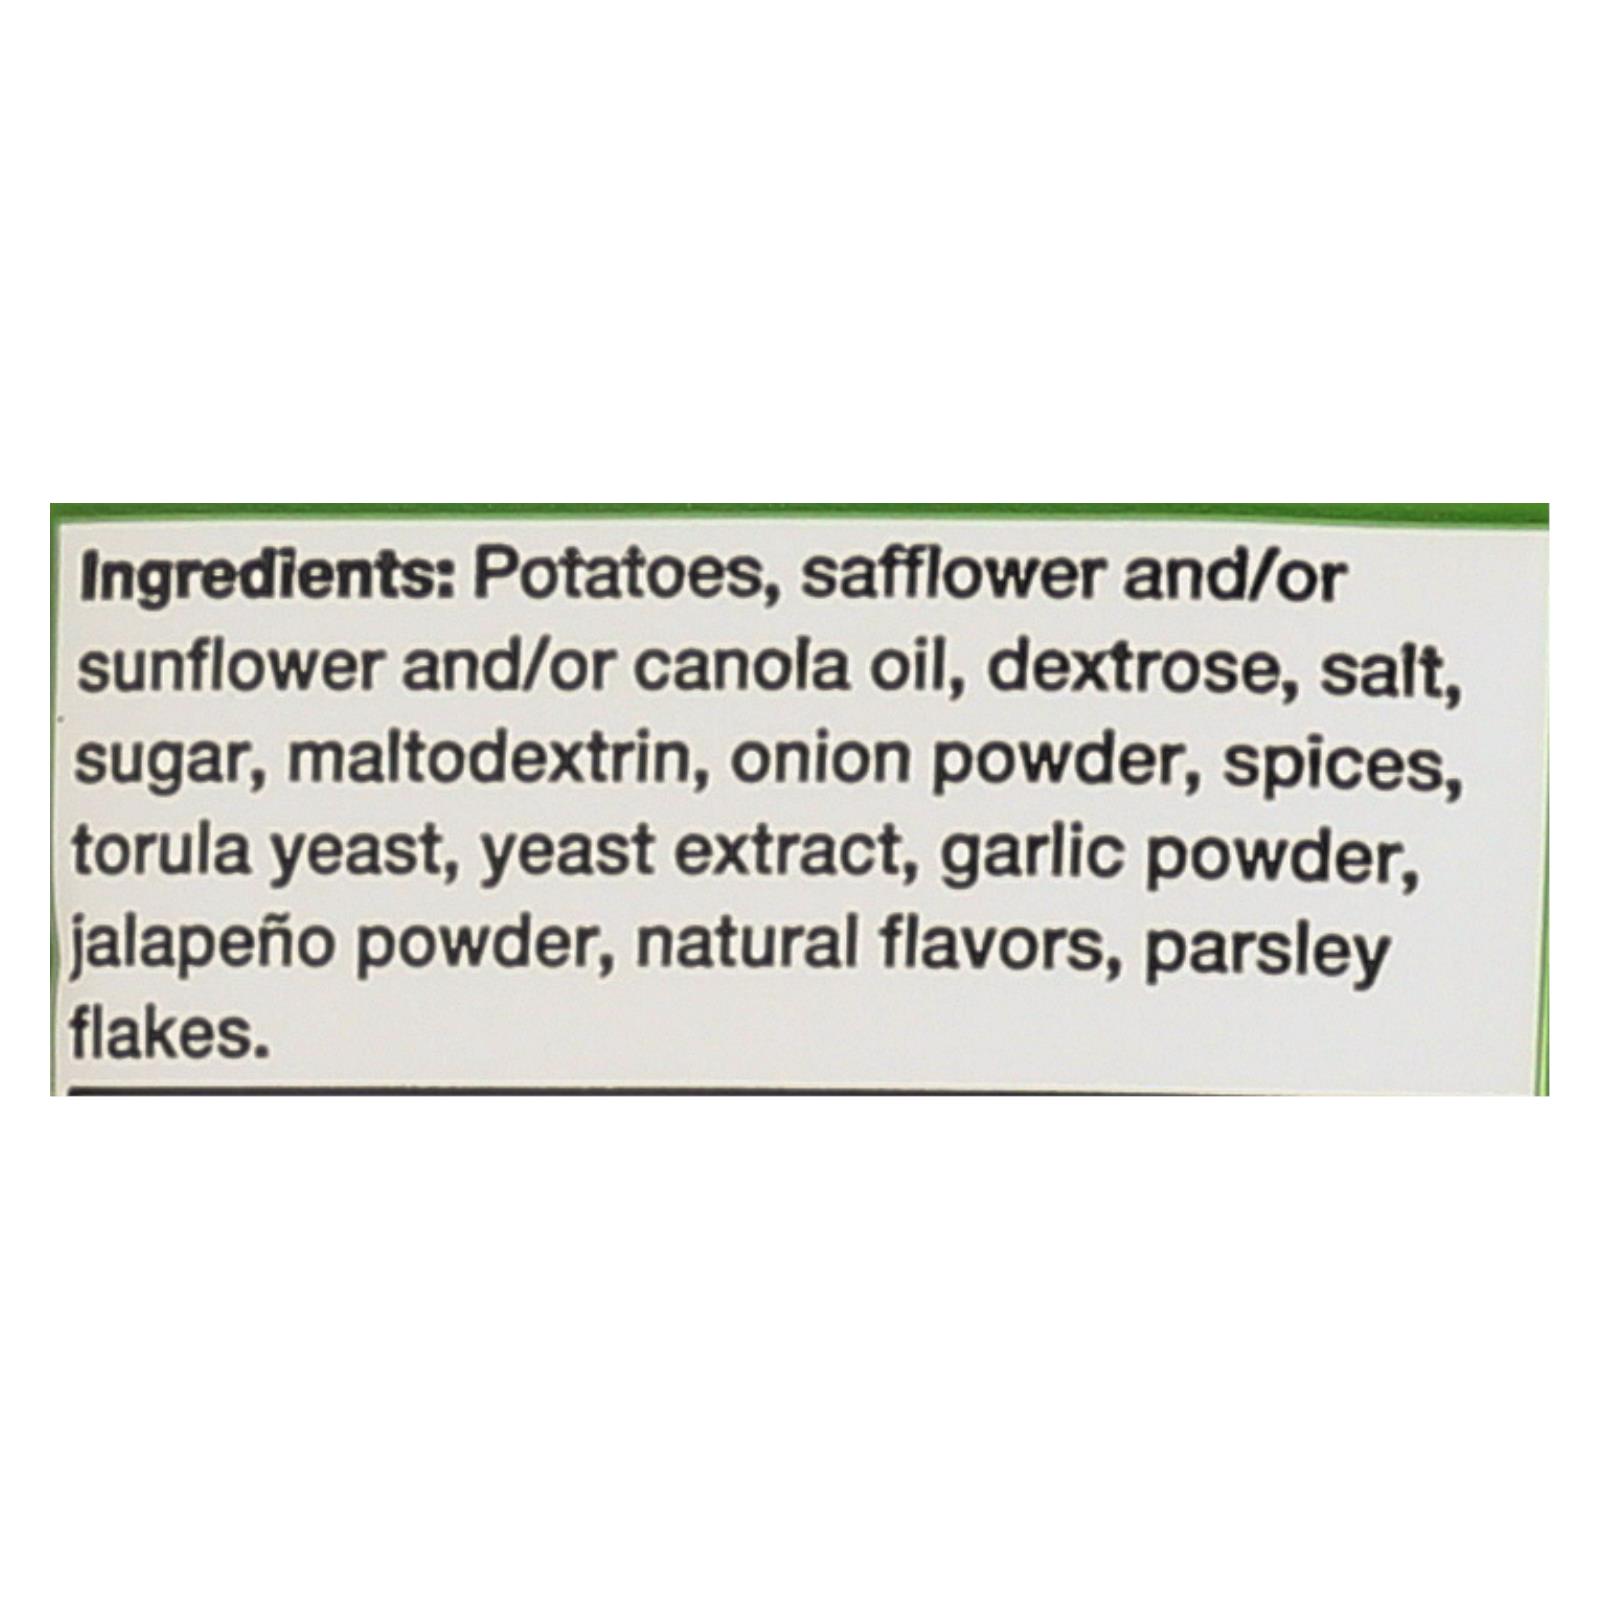 Ingredients: Potatoes, safflower and/or
sunflower and/or canola oil, dextrose, salt,
sugar, maltodextrin, onion powder, spices,
torula yeast, yeast extract, garlic powder,
jalapeño powder, natural flavors, parsley
flakes.